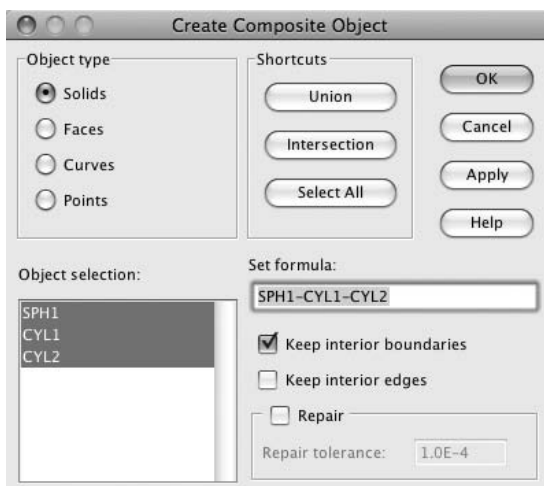 Create Composite Object
Object type
Solids
Faces
Curves
Points
Shortcuts
Union
Intersection
Select All
OK
Cancel
Apply
Help
Object selection:
SPH1
CYL1
CYL2
Set formula:
SPH1-CYL1-CYL2
Keep interior boundaries
Keep interior edges
Repair
Repair tolerance: 1.0E-4